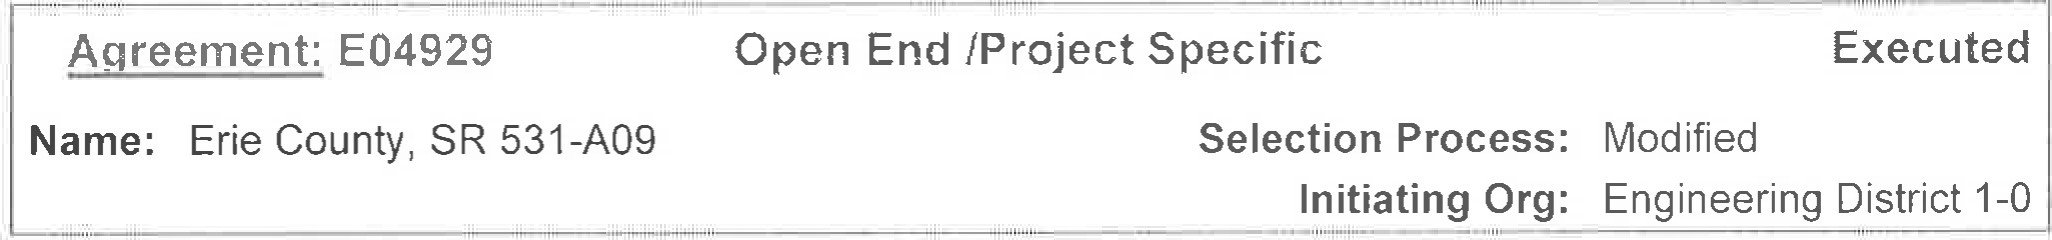 Agreement: E04929 Open End /Project Specific Executed
Name: Erie County, SR 531-A09 Selection Process: Modified
Initiating Org: Engineering District 1-0